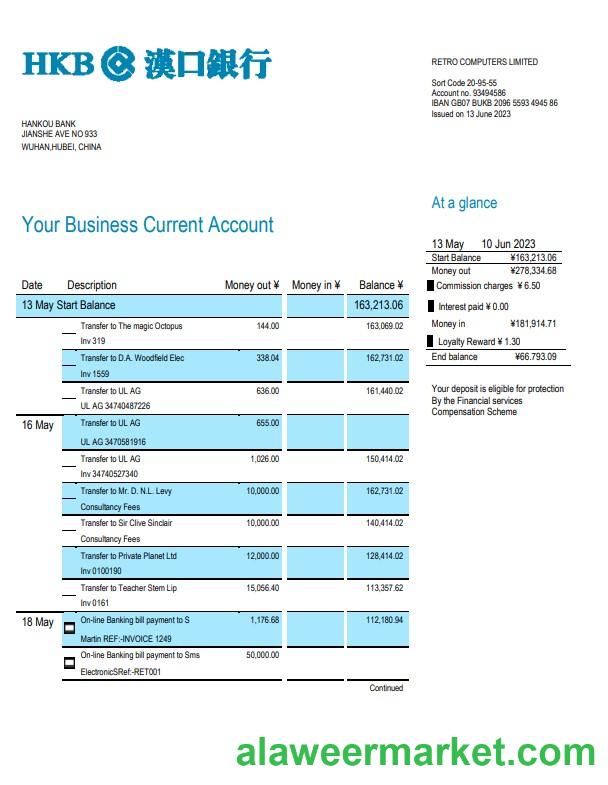 HKB 漢口銀行
RETRO COMPUTERS LIMITED
Sort Code 20-95-55
Account no. 93494586
IBAN GB07 BUKB 2096 5593 4945 86
Issued on 13 June 2023
HANKOU BANK
JIANSHE AVE NO 933
WUHAN,HUBEI, CHINA
Your Business Current Account
At a glance
13 May 10 Jun 2023
Start Balance ¥163,213.06
Money out ¥278,334.68
Commission charges ¥ 6.50
Interest paid ¥ 0.00
Money in ¥181,914.71
Loyalty Reward ¥ 1.30
End balance ¥66.793.09
Your deposit is eligible for protection
By the Financial services
Compensation Scheme
Date Description Money out ¥ Money in ¥ Balance ¥
13 May Start Balance 163,213.06
Transfer to The magic Octopus 144.00 163,069.02
Inv 319
Transfer to D.A. Woodfield Elec 338.04 162,731.02
Inv 1559
Transfer to UL AG 636.00 161,440.02
UL AG 34740487226
16 May Transfer to UL AG 655.00
UL AG 3470581916
Transfer to UL AG 1,026.00 150,414.02
Inv 34740527340
Transfer to Mr. D. N.L. Levy 10,000.00 162,731.02
Consultancy Fees
Transfer to Sir Clive Sinclair 10,000.00 140,414.02
Consultancy Fees
Transfer to Private Planet Ltd 12,000.00 128,414.02
Inv 0100190
Transfer to Teacher Stem Lip 15,056.40 113,357.62
Inv 0161
18 May On-line Banking bill payment to S 1,176.68 112,180.94
Martin REF:-INVOICE 1249
On-line Banking bill payment to Sms 50,000.00
ElectronicSRef:-RET001
Continued
alaweermarket.com